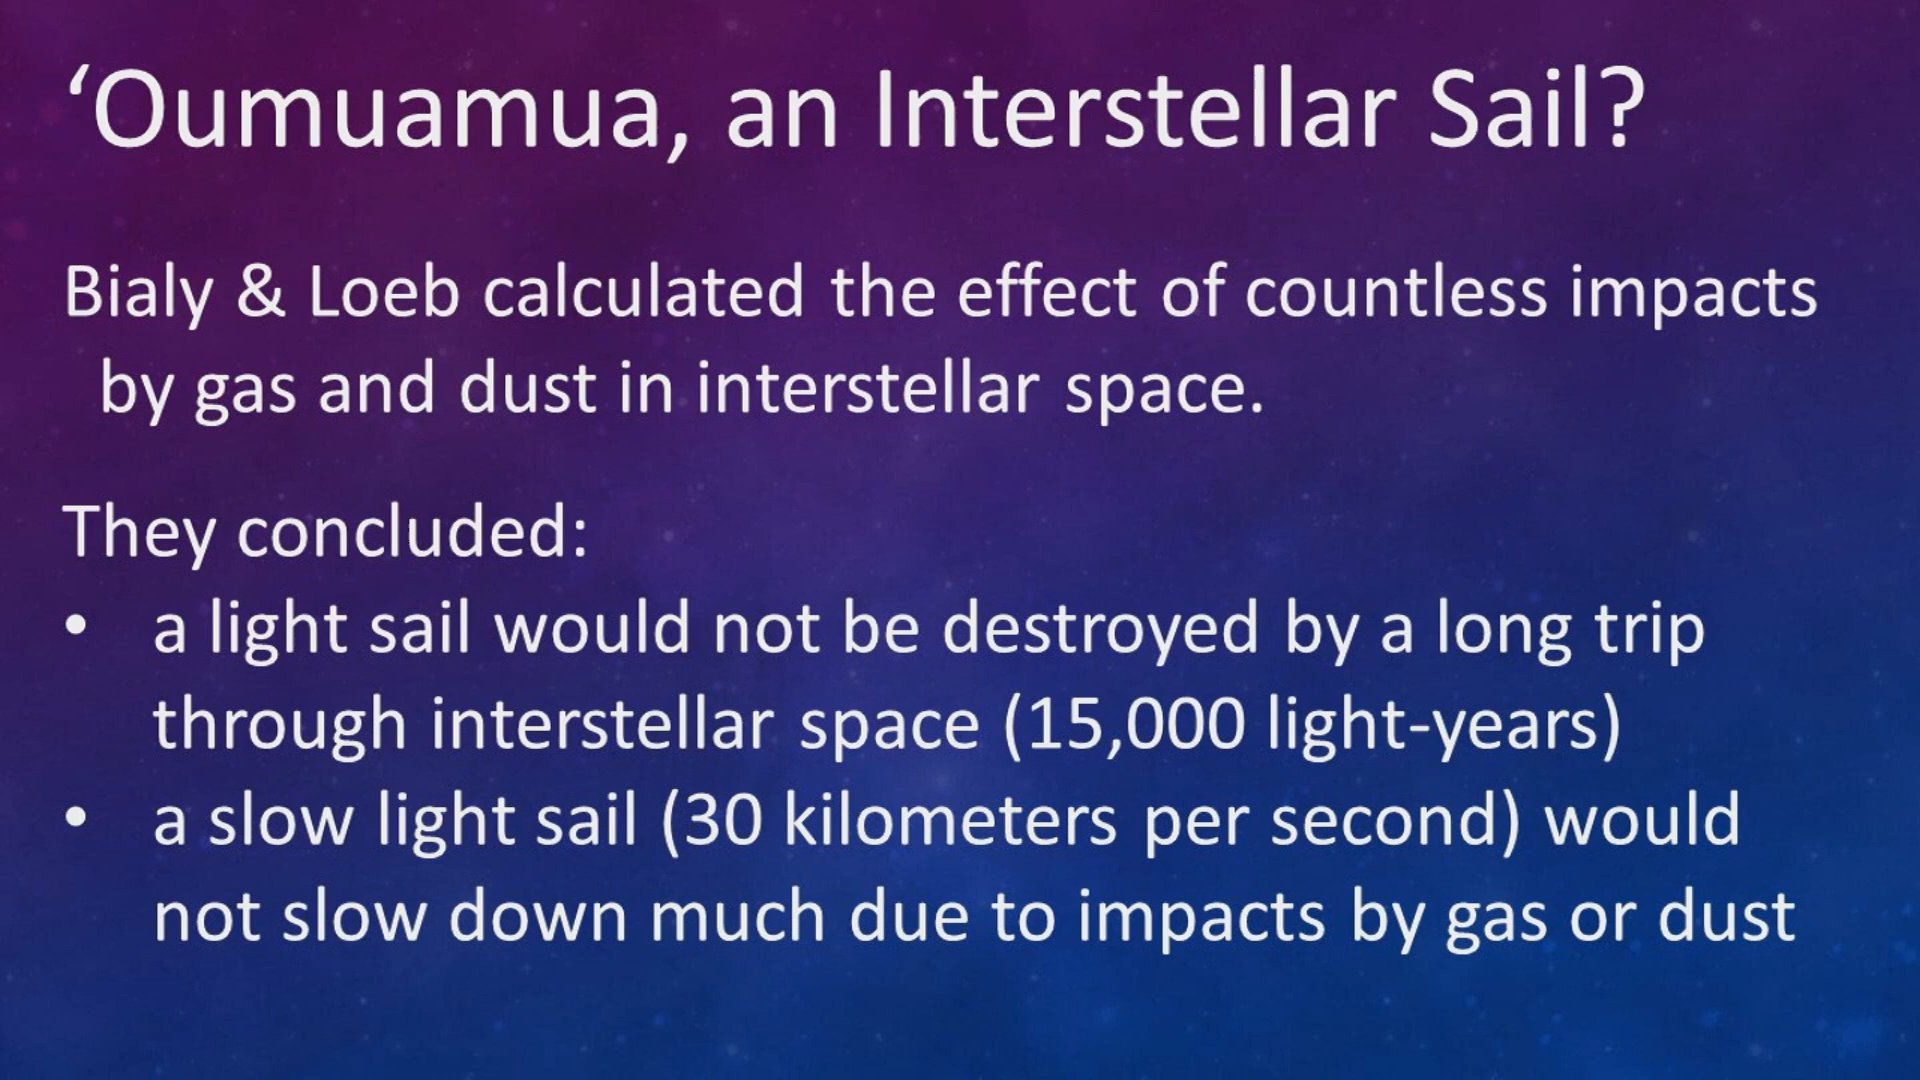 ‘Oumuamua, an Interstellar Sail?
Bialy & Loeb calculated the effect of countless impacts
by gas and dust in interstellar space.
They concluded:
• a light sail would not be destroyed by a long trip
through interstellar space (15,000 light-years)
• a slow light sail (30 kilometers per second) would
not slow down much due to impacts by gas or dust